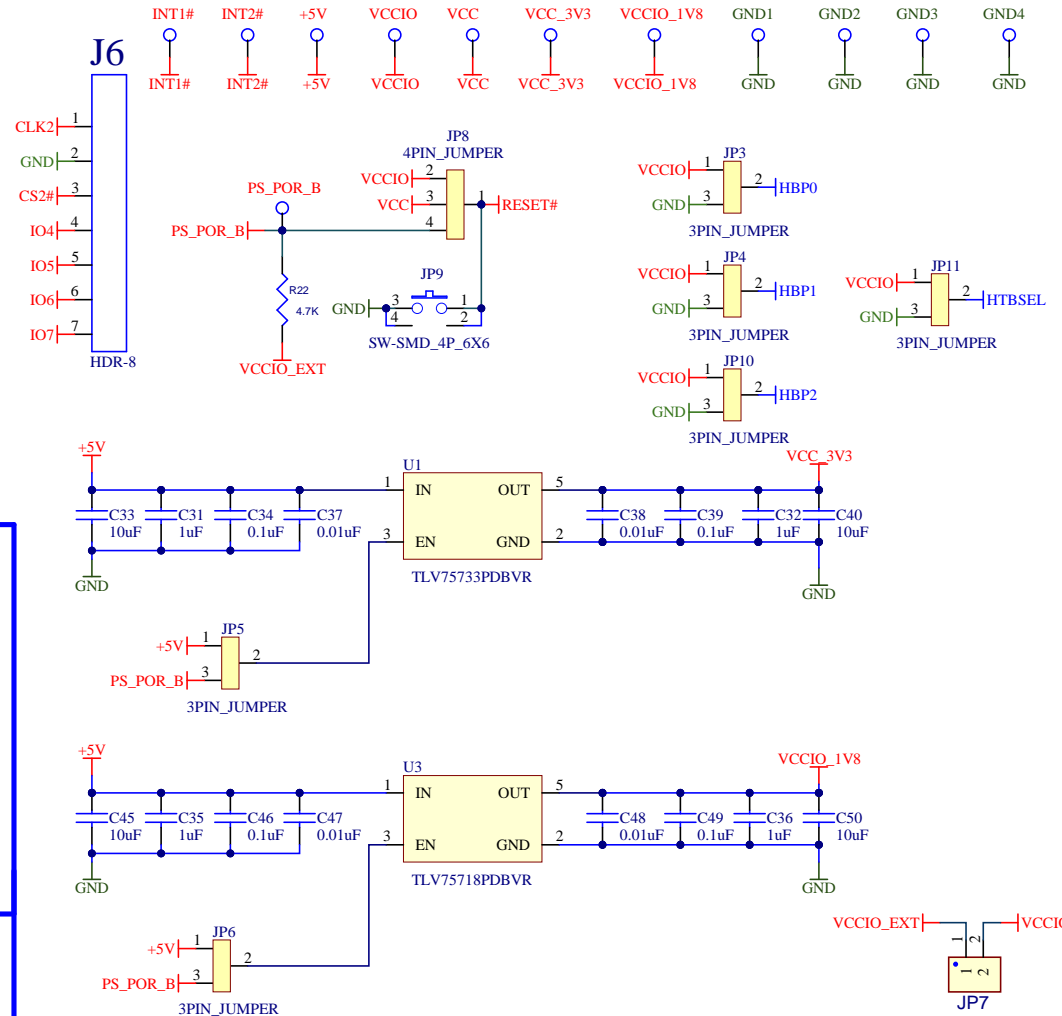 INT1# INT2# +5V VCCIO VCC VCC_3V3 VCCIO_1V8 GND1 GND2 GND3 GND4
INT1# INT2# +5V VCCIO VCC VCC_3V3 VCCIO_1V8 GND GND GND GND
J6
CLK2 1
GND 2
CS2# 3
IO4 4
IO5 5
IO6 6
IO7 7
HDR-8
JP8
4PIN_JUMPER
VCCIO 2
VCC 3
4
1 RESET#
PS_POR_B
PS_POR_B
R22
4.7K
VCCIO_EXT
JP9
GND 3 1
4 2
SW-SMD_4P_6X6
JP3
VCCIO 1
2 HBP0
GND 3
3PIN_JUMPER
JP4
VCCIO 1
2 HBP1
GND 3
3PIN_JUMPER
JP10
VCCIO 1
2 HBP2
GND 3
3PIN_JUMPER
JP11
VCCIO 1
2 HTBSEL
GND 3
3PIN_JUMPER
+5V
C33 C31 C34 C37
10uF 1uF 0.1uF 0.01uF
GND
U1
1 IN OUT 5
3 EN GND 2
TLV75733PDBVR
VCC_3V3
C38 C39 C32 C40
0.01uF 0.1uF 1uF 10uF
GND
JP5
+5V 1
2
PS_POR_B 3
3PIN_JUMPER
+5V
C45 C35 C46 C47
10uF 1uF 0.1uF 0.01uF
GND
U3
1 IN OUT 5
3 EN GND 2
TLV75718PDBVR
VCCIO_1V8
C48 C49 C36 C50
0.01uF 0.1uF 1uF 10uF
GND
JP6
+5V 1
2
PS_POR_B 3
3PIN_JUMPER
VCCIO_EXT VCCIO
1 2
1 2
JP7